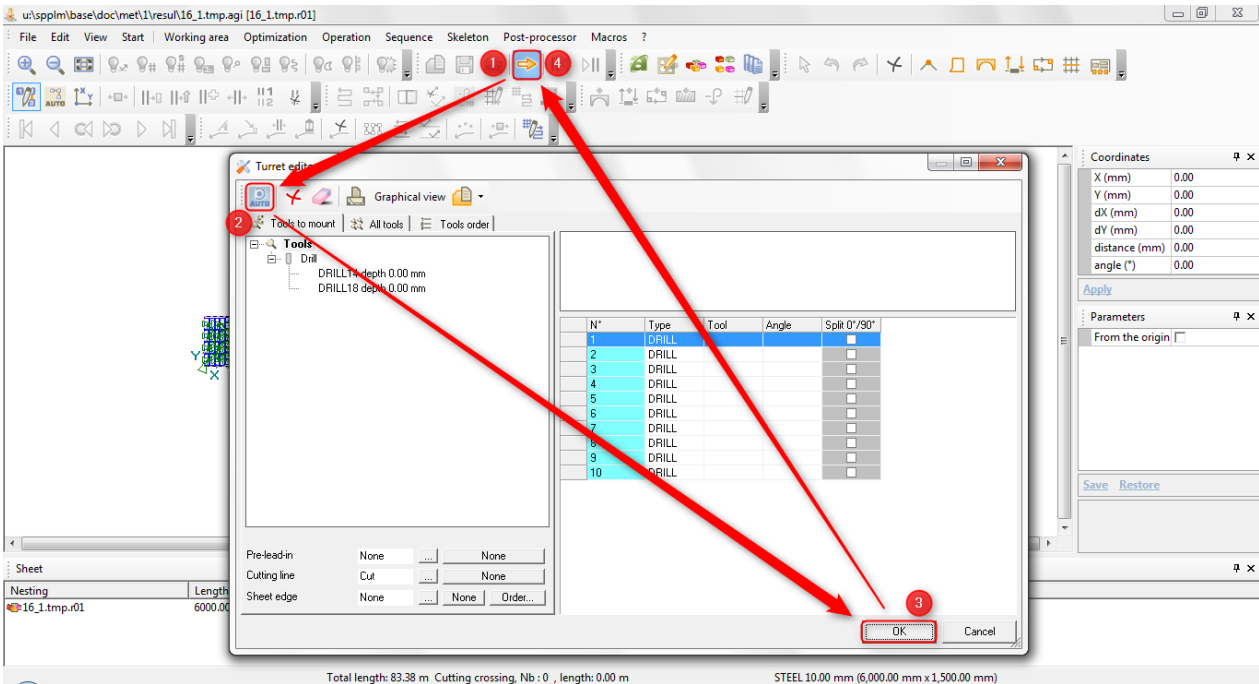 u:\spplm\base\doc\met\1\resul\16_1.tmp.agi [16_1.tmp.r01]
File Edit View Start Working area Optimization Operation Sequence Skeleton Post-processor Macros ?
1 4
AUTO
Turret edito
AUTO Graphical view
2 Tools to mount All tools Tools order
Tools
Drill
DRILL14 depth 0.00 mm
DRILL18 depth 0.00 mm
N° Type Tool Angle Split 0°/90°
1 DRILL
2 DRILL
3 DRILL
4 DRILL
5 DRILL
6 DRILL
7 DRILL
8 DRILL
9 DRILL
10 DRILL
Pre-lead-in None ... None
Cutting line Cut ... None
Sheet edge None ... None Order...
3
OK Cancel
Y
X
Coordinates
X (mm) 0.00
Y (mm) 0.00
dX (mm) 0.00
dY (mm) 0.00
distance (mm) 0.00
angle (°) 0.00
Apply
Parameters
From the origin
Save Restore
Sheet
Nesting Length
16_1.tmp.r01 6000.00
Total length: 83.38 m Cutting crossing, Nb : 0 , length: 0.00 m STEEL 10.00 mm (6,000.00 mm x 1,500.00 mm)